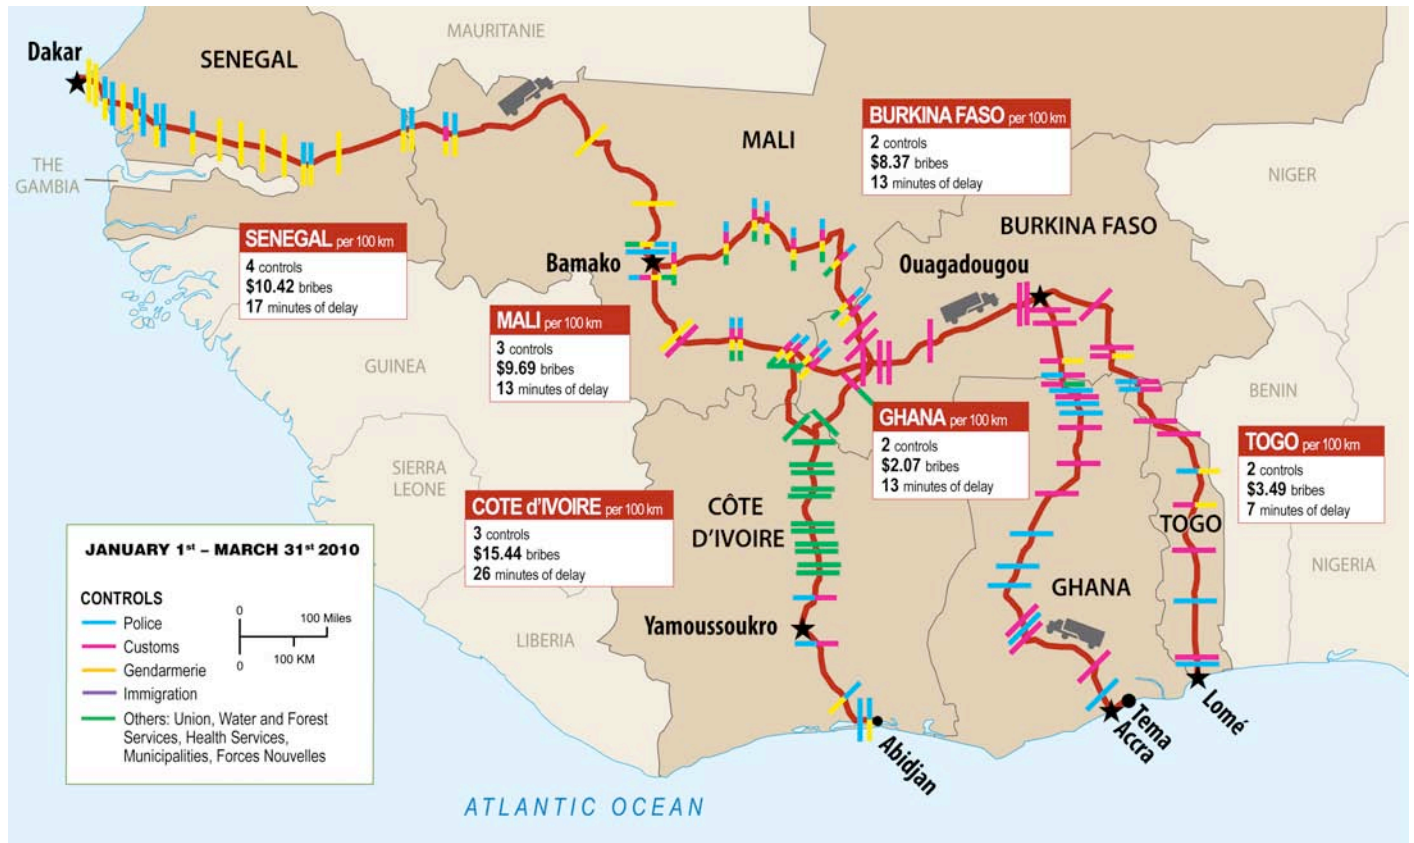 MAURITANIE
Dakar
SENEGAL
MALI
BURKINA FASO per 100 km
2 controls
$8.37 bribes
13 minutes of delay
THE
GAMBIA
NIGER
BURKINA FASO
SENEGAL per 100 km
4 controls
$10.42 bribes
17 minutes of delay
Bamako
Ouagadougou
MALI per 100 km
3 controls
$9.69 bribes
13 minutes of delay
GUINEA
BENIN
GHANA per 100 km
2 controls
$2.07 bribes
13 minutes of delay
TOGO per 100 km
2 controls
$3.49 bribes
7 minutes of delay
SIERRA
LEONE
COTE d'IVOIRE per 100 km
3 controls
$15.44 bribes
26 minutes of delay
CÔTE
D'IVOIRE
TOGO
NIGERIA
GHANA
JANUARY 1st – MARCH 31st 2010
CONTROLS
Police
Customs
Gendarmerie
Immigration
Others: Union, Water and Forest
Services, Health Services,
Municipalities, Forces Nouvelles
0
100 Miles
0
100 KM
LIBERIA
Yamoussoukro
Abidjan
Tema
Accra
Lomé
ATLANTIC OCEAN